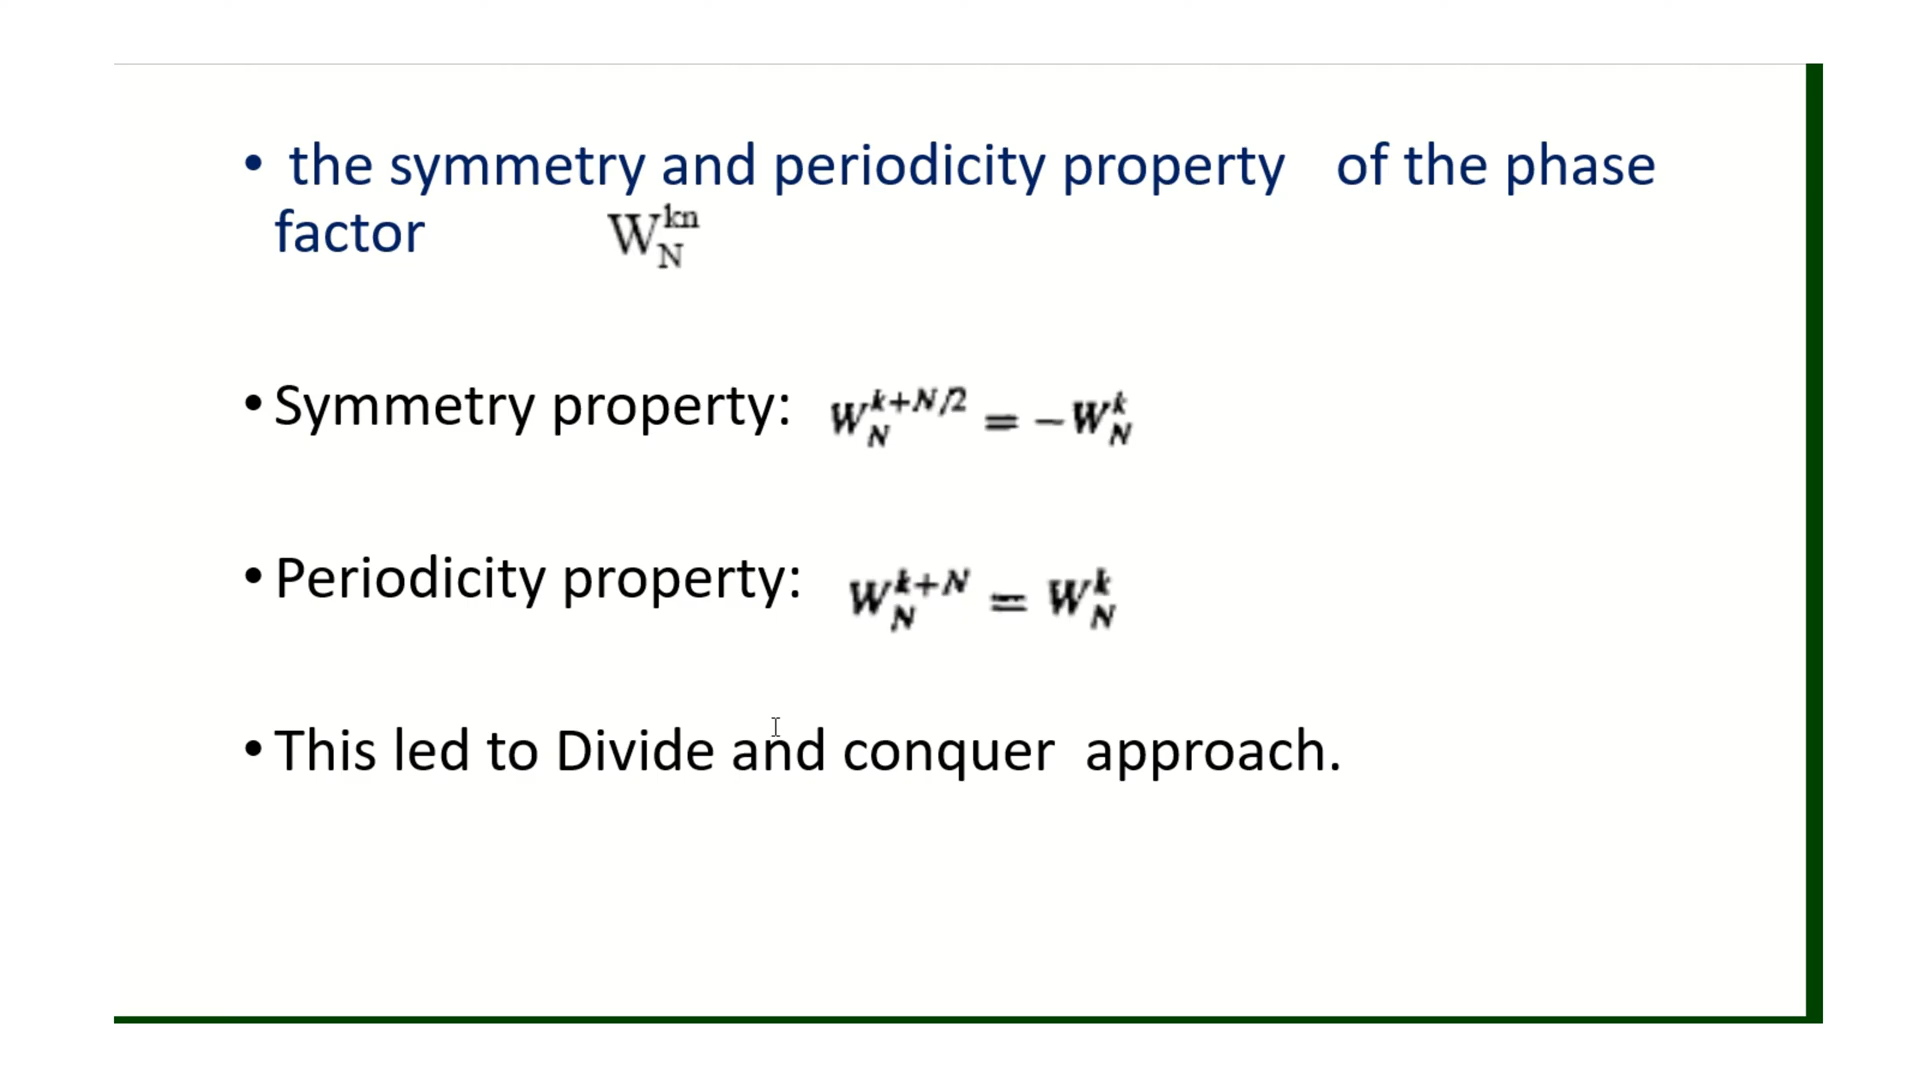 • the symmetry and periodicity property of the phase
factor W_N^{kn}
• Symmetry property: W_N^{k+N/2} = -W_N^k
• Periodicity property: W_N^{k+N} = W_N^k
• This led to Divide and conquer approach.